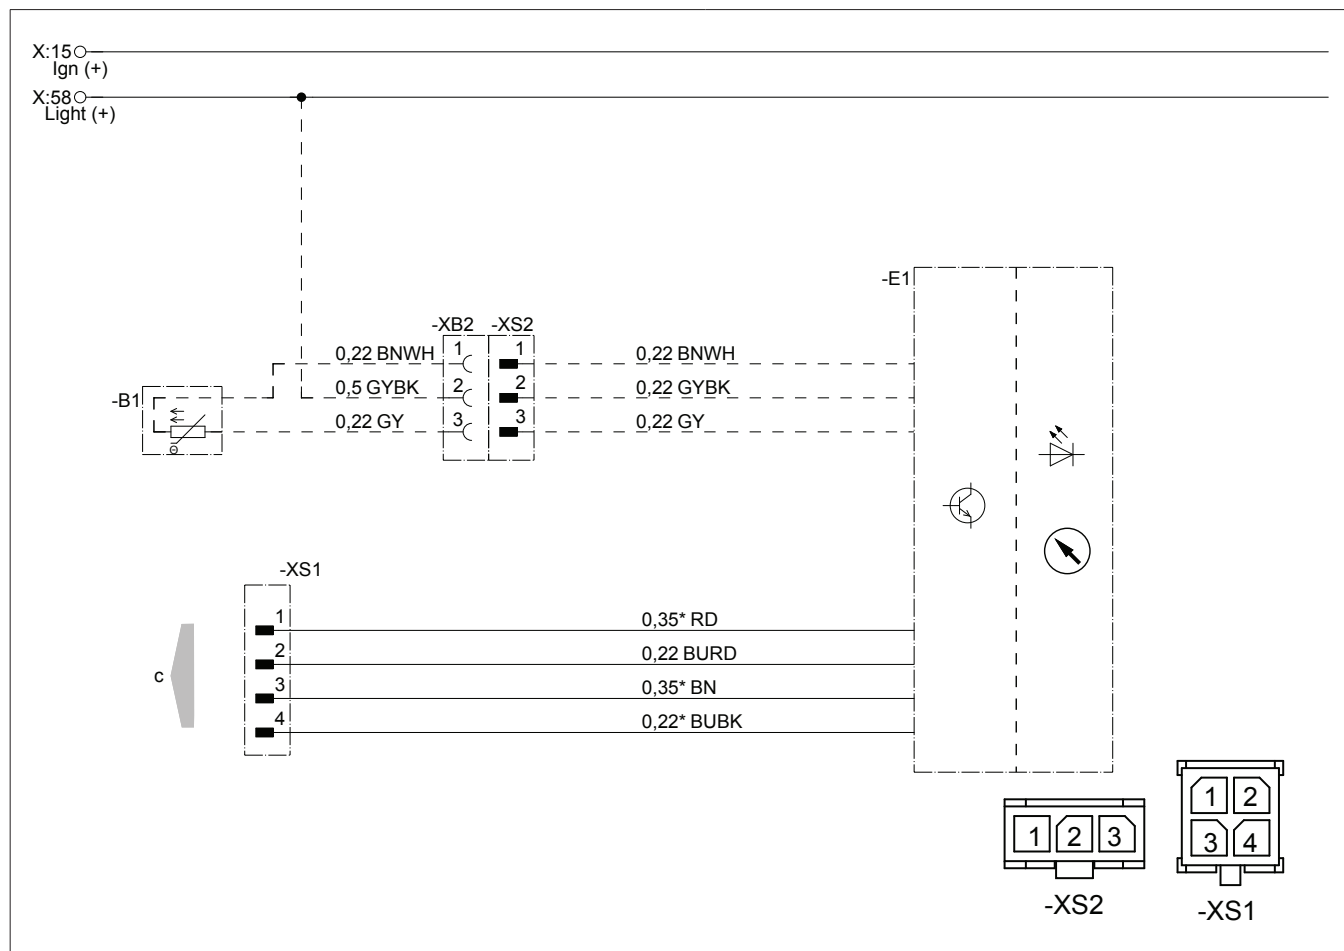 X:15
Ign (+)
X:58
Light (+)
-E1
-XB2 -XS2
0,22 BNWH 1 1 0,22 BNWH
-B1 0,5 GYBK 2 2 0,22 GYBK
0,22 GY 3 3 0,22 GY
-XS1
1 0,35* RD
2 0,22 BURD
c 3 0,35* BN
4 0,22* BUBK
1 2
1 2 3
3 4
-XS2
-XS1